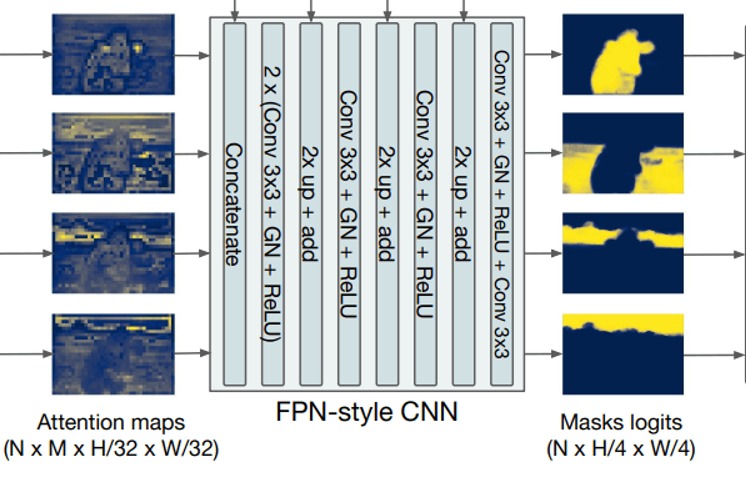 Concatenate
2 x (Conv 3x3 + GN + ReLU)
2x up + add
Conv 3x3 + GN + ReLU
2x up + add
Conv 3x3 + GN + ReLU
2x up + add
Conv 3x3 + GN + ReLU + Conv 3x3
FPN-style CNN
Attention maps
(N x M x H/32 x W/32)
Masks logits
(N x H/4 x W/4)